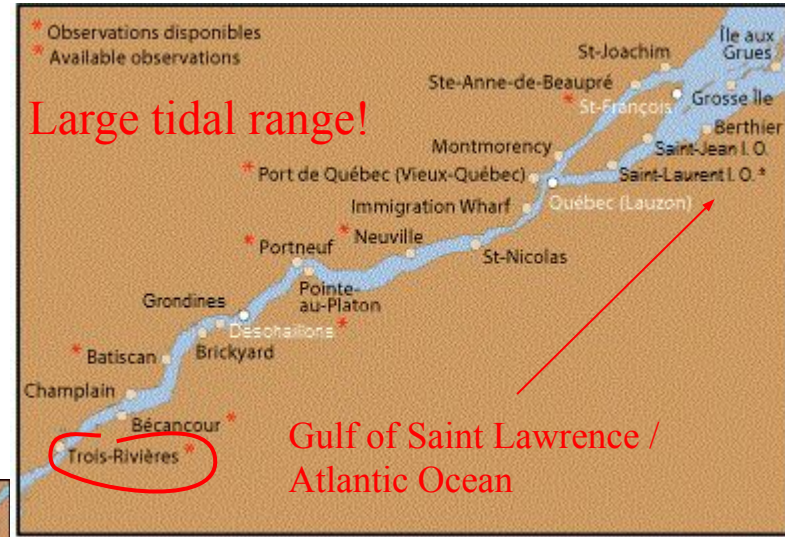 * Observations disponibles
* Available observations
Large tidal range!
Île aux
Grues
St-Joachim
Ste-Anne-de-Beaupré
* St-François
Grosse Île
Berthier
Montmorency
Saint-Jean I. O.
* Port de Québec (Vieux-Québec)
Saint-Laurent I. O. *
Immigration Wharf
Québec (Lauzon)
* Portneuf
* Neuville
St-Nicolas
Pointe-
au-Platon
Grondines
Deschaillons *
* Batiscan
Brickyard
Champlain
Bécancour *
Trois-Rivières *
Gulf of Saint Lawrence /
Atlantic Ocean